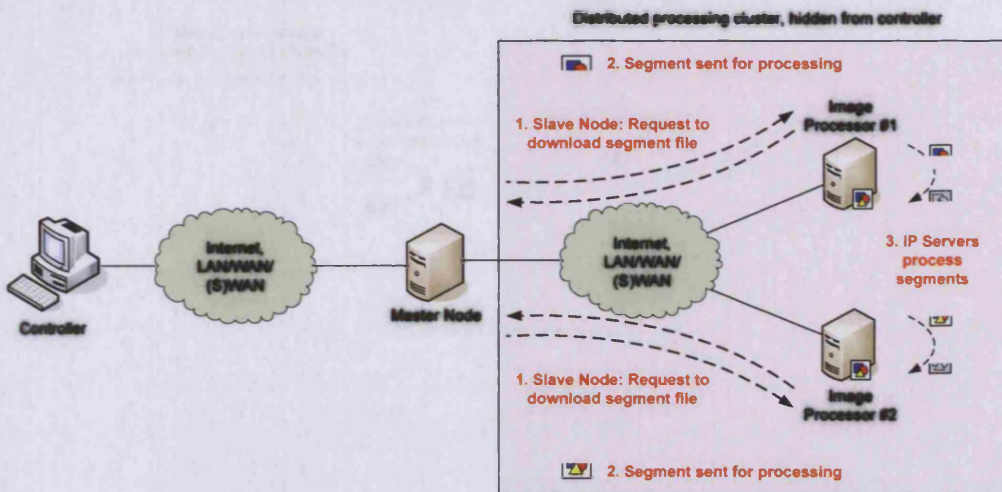 Distributed processing cluster, hidden from controller
2. Segment sent for processing
Image
Processor #1
1. Slave Node: Request to
download segment file
Internet,
LAN/WAN/
(S)WAN
Internet,
LAN/WAN/
(S)WAN
3. IP Servers
process
segments
Controller
Master Node
1. Slave Node: Request to
download segment file
Image
Processor #2
2. Segment sent for processing